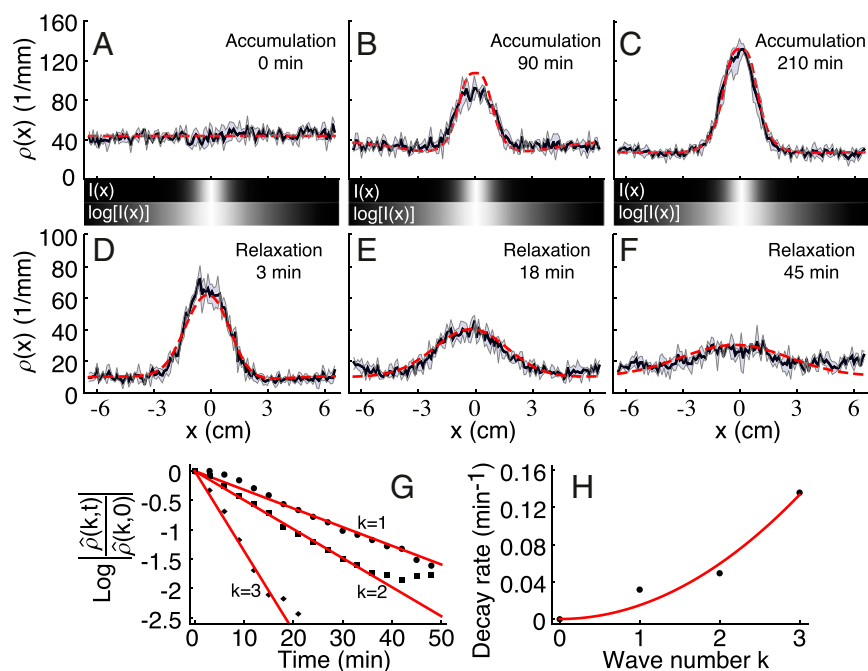 A
Accumulation
0 min
B
Accumulation
90 min
C
Accumulation
210 min
160
120
80
40
0
ρ(x) (1/mm)
I(x)
log[I(x)]
I(x)
log[I(x)]
I(x)
log[I(x)]
D
Relaxation
3 min
E
Relaxation
18 min
F
Relaxation
45 min
100
80
60
40
20
0
ρ(x) (1/mm)
-6 -3 0 3 6
-6 -3 0 3 6
-6 -3 0 3 6
x (cm)
x (cm)
x (cm)
G
0
-0.5
-1
-1.5
-2
-2.5
Log |ρ̂(k,t)/ρ̂(k,0)|
k=1
k=2
k=3
0 10 20 30 40 50
Time (min)
H
0.16
0.12
0.08
0.04
0
Decay rate (min⁻¹)
0 1 2 3
Wave number k